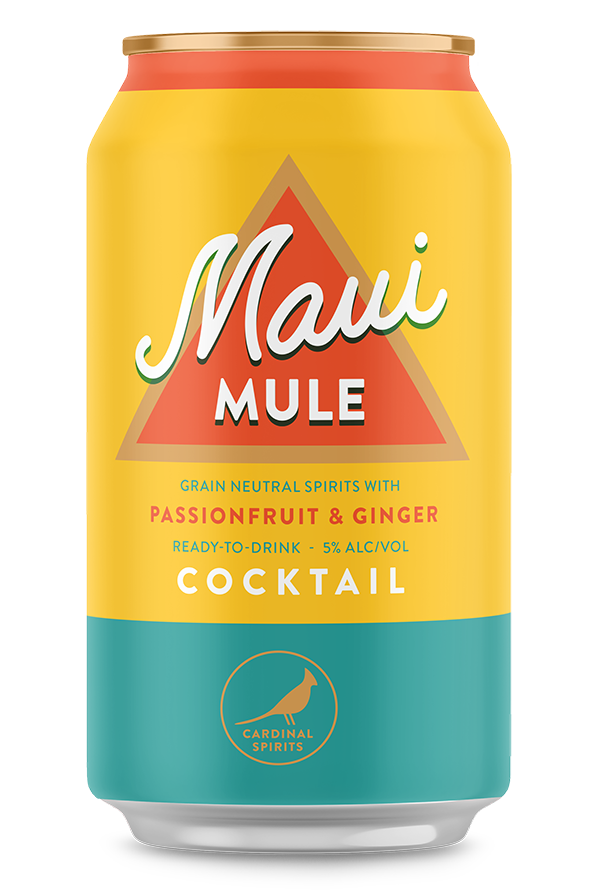 Maui
MULE
GRAIN NEUTRAL SPIRITS WITH
PASSIONFRUIT & GINGER
READY-TO-DRINK - 5% ALC/VOL
COCKTAIL
CARDINAL
SPIRITS